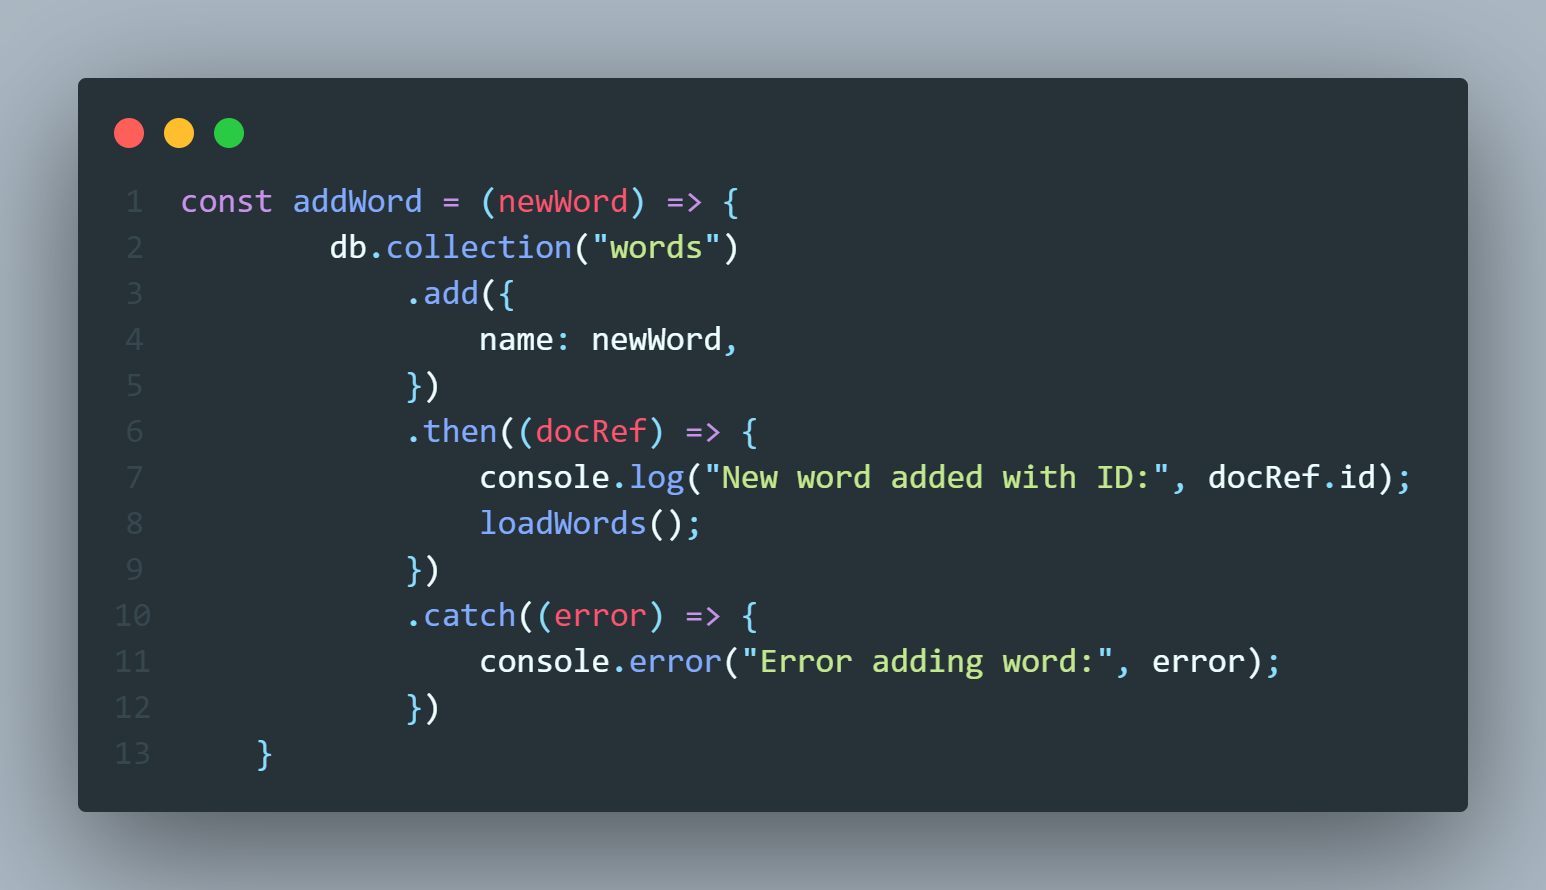 1 const addWord = (newWord) => {
2         db.collection("words")
3             .add({
4                 name: newWord,
5             })
6             .then((docRef) => {
7                 console.log("New word added with ID:", docRef.id);
8                 loadWords();
9             })
10             .catch((error) => {
11                 console.error("Error adding word:", error);
12             })
13     }